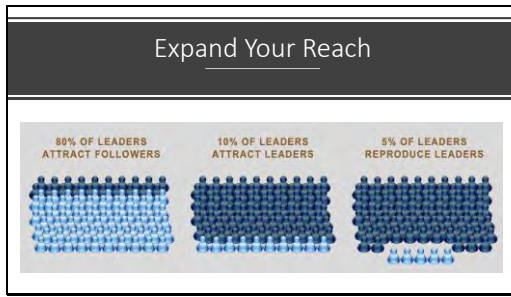 Expand Your Reach
80% OF LEADERS
ATTRACT FOLLOWERS
10% OF LEADERS
ATTRACT LEADERS
5% OF LEADERS
REPRODUCE LEADERS